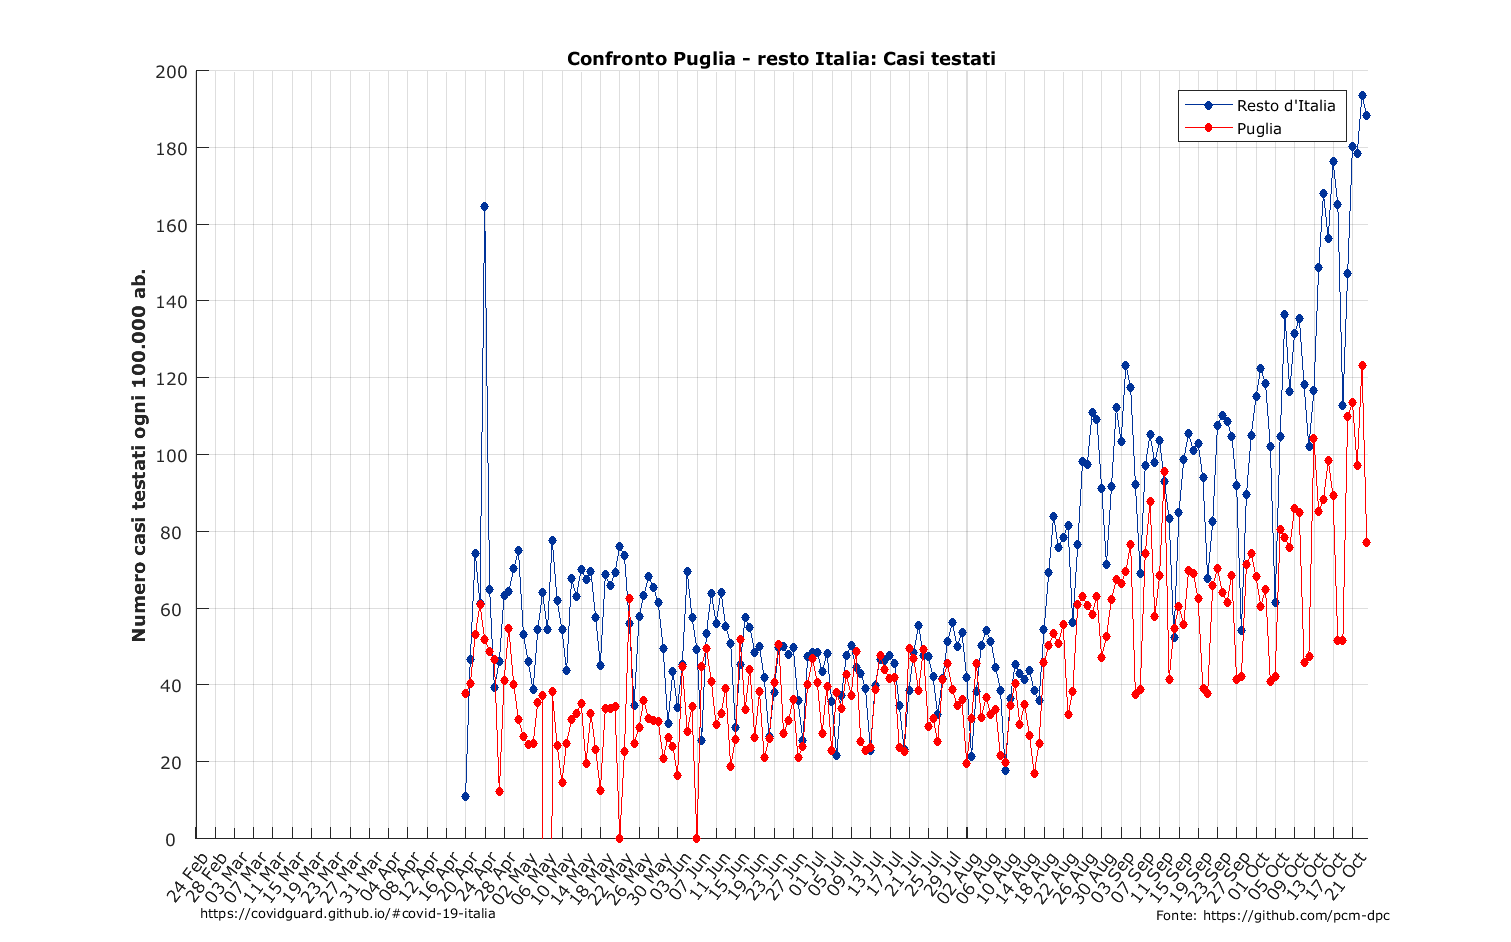 Confronto Puglia - resto Italia: Casi testati
Resto d'Italia
Puglia
Numero casi testati ogni 100.000 ab.
200
180
160
140
120
100
80
60
40
20
0
24 Feb
28 Feb
03 Mar
07 Mar
11 Mar
15 Mar
19 Mar
23 Mar
27 Mar
31 Mar
04 Apr
08 Apr
12 Apr
16 Apr
20 Apr
24 Apr
28 Apr
02 May
06 May
10 May
14 May
18 May
22 May
26 May
30 May
03 Jun
07 Jun
11 Jun
15 Jun
19 Jun
23 Jun
27 Jun
01 Jul
05 Jul
09 Jul
13 Jul
17 Jul
21 Jul
25 Jul
29 Jul
02 Aug
06 Aug
10 Aug
14 Aug
18 Aug
22 Aug
26 Aug
30 Aug
03 Sep
07 Sep
11 Sep
15 Sep
19 Sep
23 Sep
27 Sep
01 Oct
05 Oct
09 Oct
13 Oct
17 Oct
21 Oct
https://covidguard.github.io/#covid-19-italia
Fonte: https://github.com/pcm-dpc